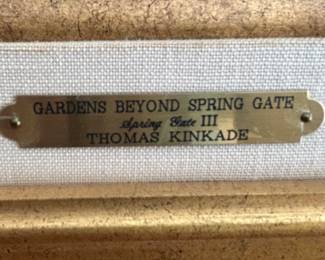 GARDENS BEYOND SPRING GATE
Spring Gate III
THOMAS KINKADE